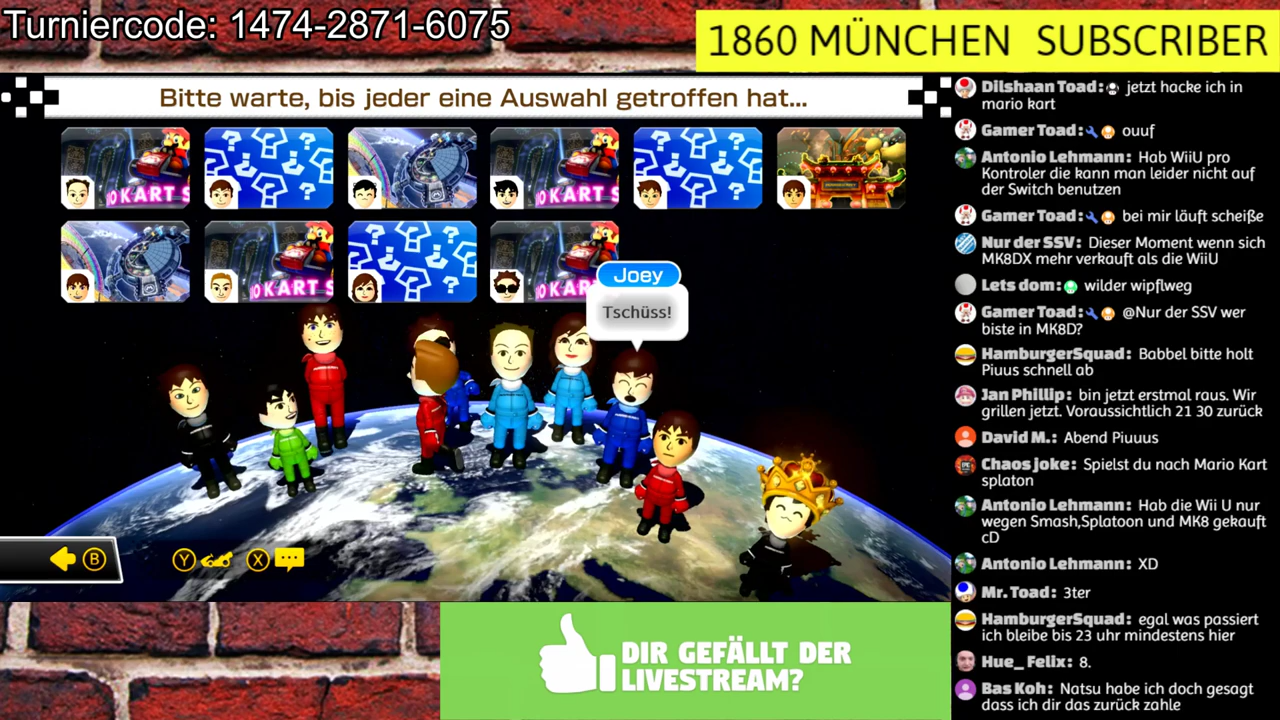 Turniercode: 1474-2871-6075
1860 MÜNCHEN SUBSCRIBER
Bitte warte, bis jeder eine Auswahl getroffen hat...
Joey
Tschüss!
B
Y
X
DIR GEFÄLLT DER
LIVESTREAM?
Dilshaan Toad: jetzt hacke ich in
mario kart
Gamer Toad: ouuf
Antonio Lehmann: Hab WiiU pro
Kontroler die kann man leider nicht auf
der Switch benutzen
Gamer Toad: bei mir läuft scheiße
Nur der SSV: Dieser Moment wenn sich
MK8DX mehr verkauft als die WiiU
Lets dom: wilder wipflweg
Gamer Toad: @Nur der SSV wer
biste in MK8D?
HamburgerSquad: Babbel bitte holt
Piuus schnell ab
Jan Phillip: bin jetzt erstmal raus. Wir
grillen jetzt. Voraussichtlich 21 30 zurück
David M.: Abend Piuuus
Chaos joke: Spielst du nach Mario Kart
splaton
Antonio Lehmann: Hab die Wii U nur
wegen Smash,Splatoon und MK8 gekauft
cD
Antonio Lehmann: XD
Mr. Toad: 3ter
HamburgerSquad: egal was passiert
ich bleibe bis 23 uhr mindestens hier
Hue_Felix: 8.
Bas Koh: Natsu habe ich doch gesagt
dass ich dir das zurück zahle